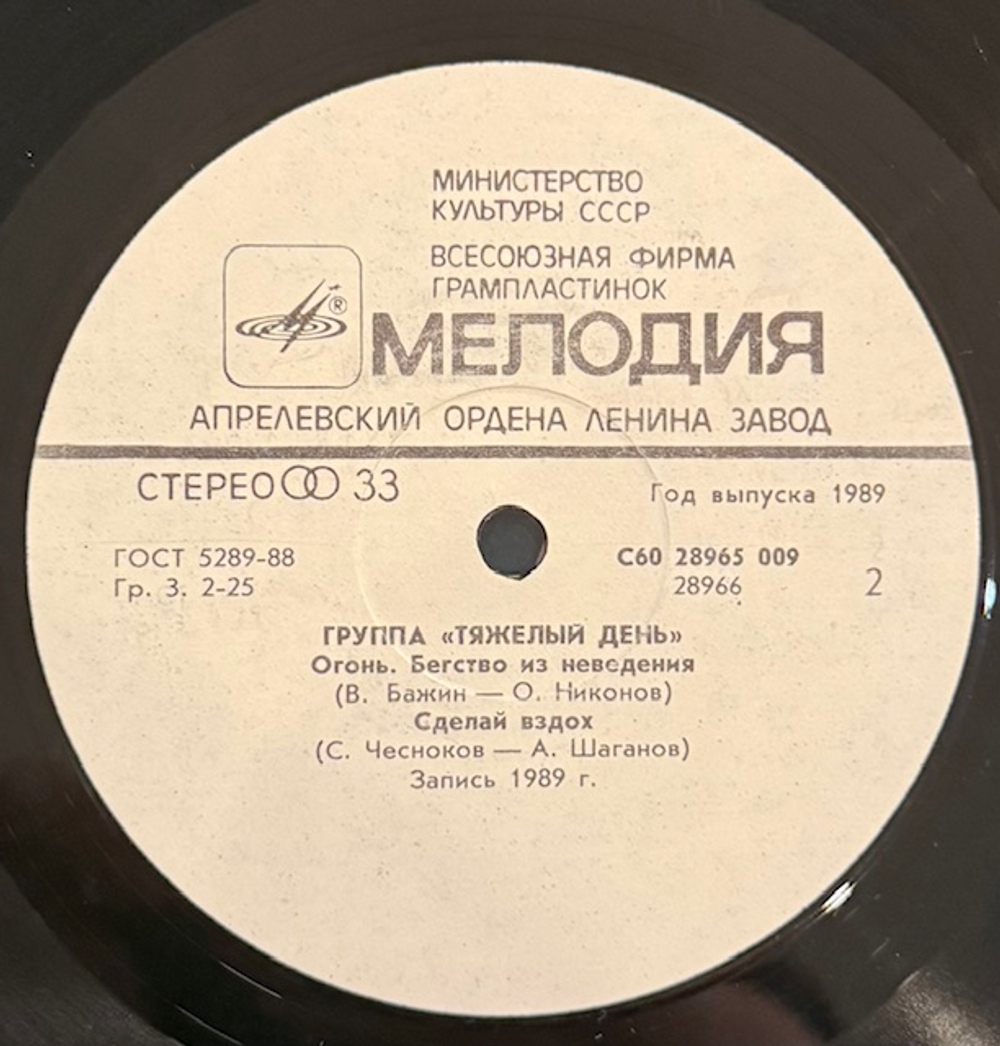 МИНИСТЕРСТВО
КУЛЬТУРЫ СССР
ВСЕСОЮЗНАЯ ФИРМА
ГРАМПЛАСТИНОК
®
МЕЛОДИЯ
АПРЕЛЕВСКИЙ ОРДЕНА ЛЕНИНА ЗАВОД
СТЕРЕО 33
Год выпуска 1989
ГОСТ 5289-88
Гр. 3. 2-25
С60 28965 009
28966
2
ГРУППА «ТЯЖЕЛЫЙ ДЕНЬ»
Огонь. Бегство из неведения
(В. Бажин — О. Никонов)
Сделай вздох
(С. Чесноков — А. Шаганов)
Запись 1989 г.